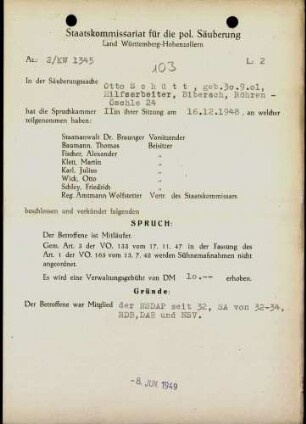 Staatskommissariat für die pol. Säuberung
Land Württemberg-Hohenzollern
Az.: 2/KW 1345
L: 2
103
In der Säuberungssache
Otto Schütt, geb.30.9.01,
Hilfsarbeiter, Biberach, Röhren-
Öschle 24
hat die Spruchkammer II in ihrer Sitzung am 16.12.1948, an welcher
teilgenommen haben:
Staatsanwalt Dr. Braunger Vorsitzender
Baumann, Thomas Beisitzer
Fischer, Alexander "
Klett, Martin "
Karl, Julius "
Wick, Otto "
Schley, Friedrich "
Reg. Amtmann Wolfstetter Vertr. des Staatskommissars
beschlossen und verkündet folgenden
SPRUCH:
Der Betroffene ist Mitläufer.
Gem. Art. 3 der VO. 133 vom 17. 11. 47 in der Fassung des
Art. 1 der VO. 165 vom 13. 7. 48 werden Sühnemaßnahmen nicht
angeordnet.
Es wird eine Verwaltungsgebühr von DM 10.-- erhoben.
Gründe:
Der Betroffene war Mitglied der NSDAP seit 32, SA von 32-34,
RDB, DAF und NSV.
-8. JUN. 1949